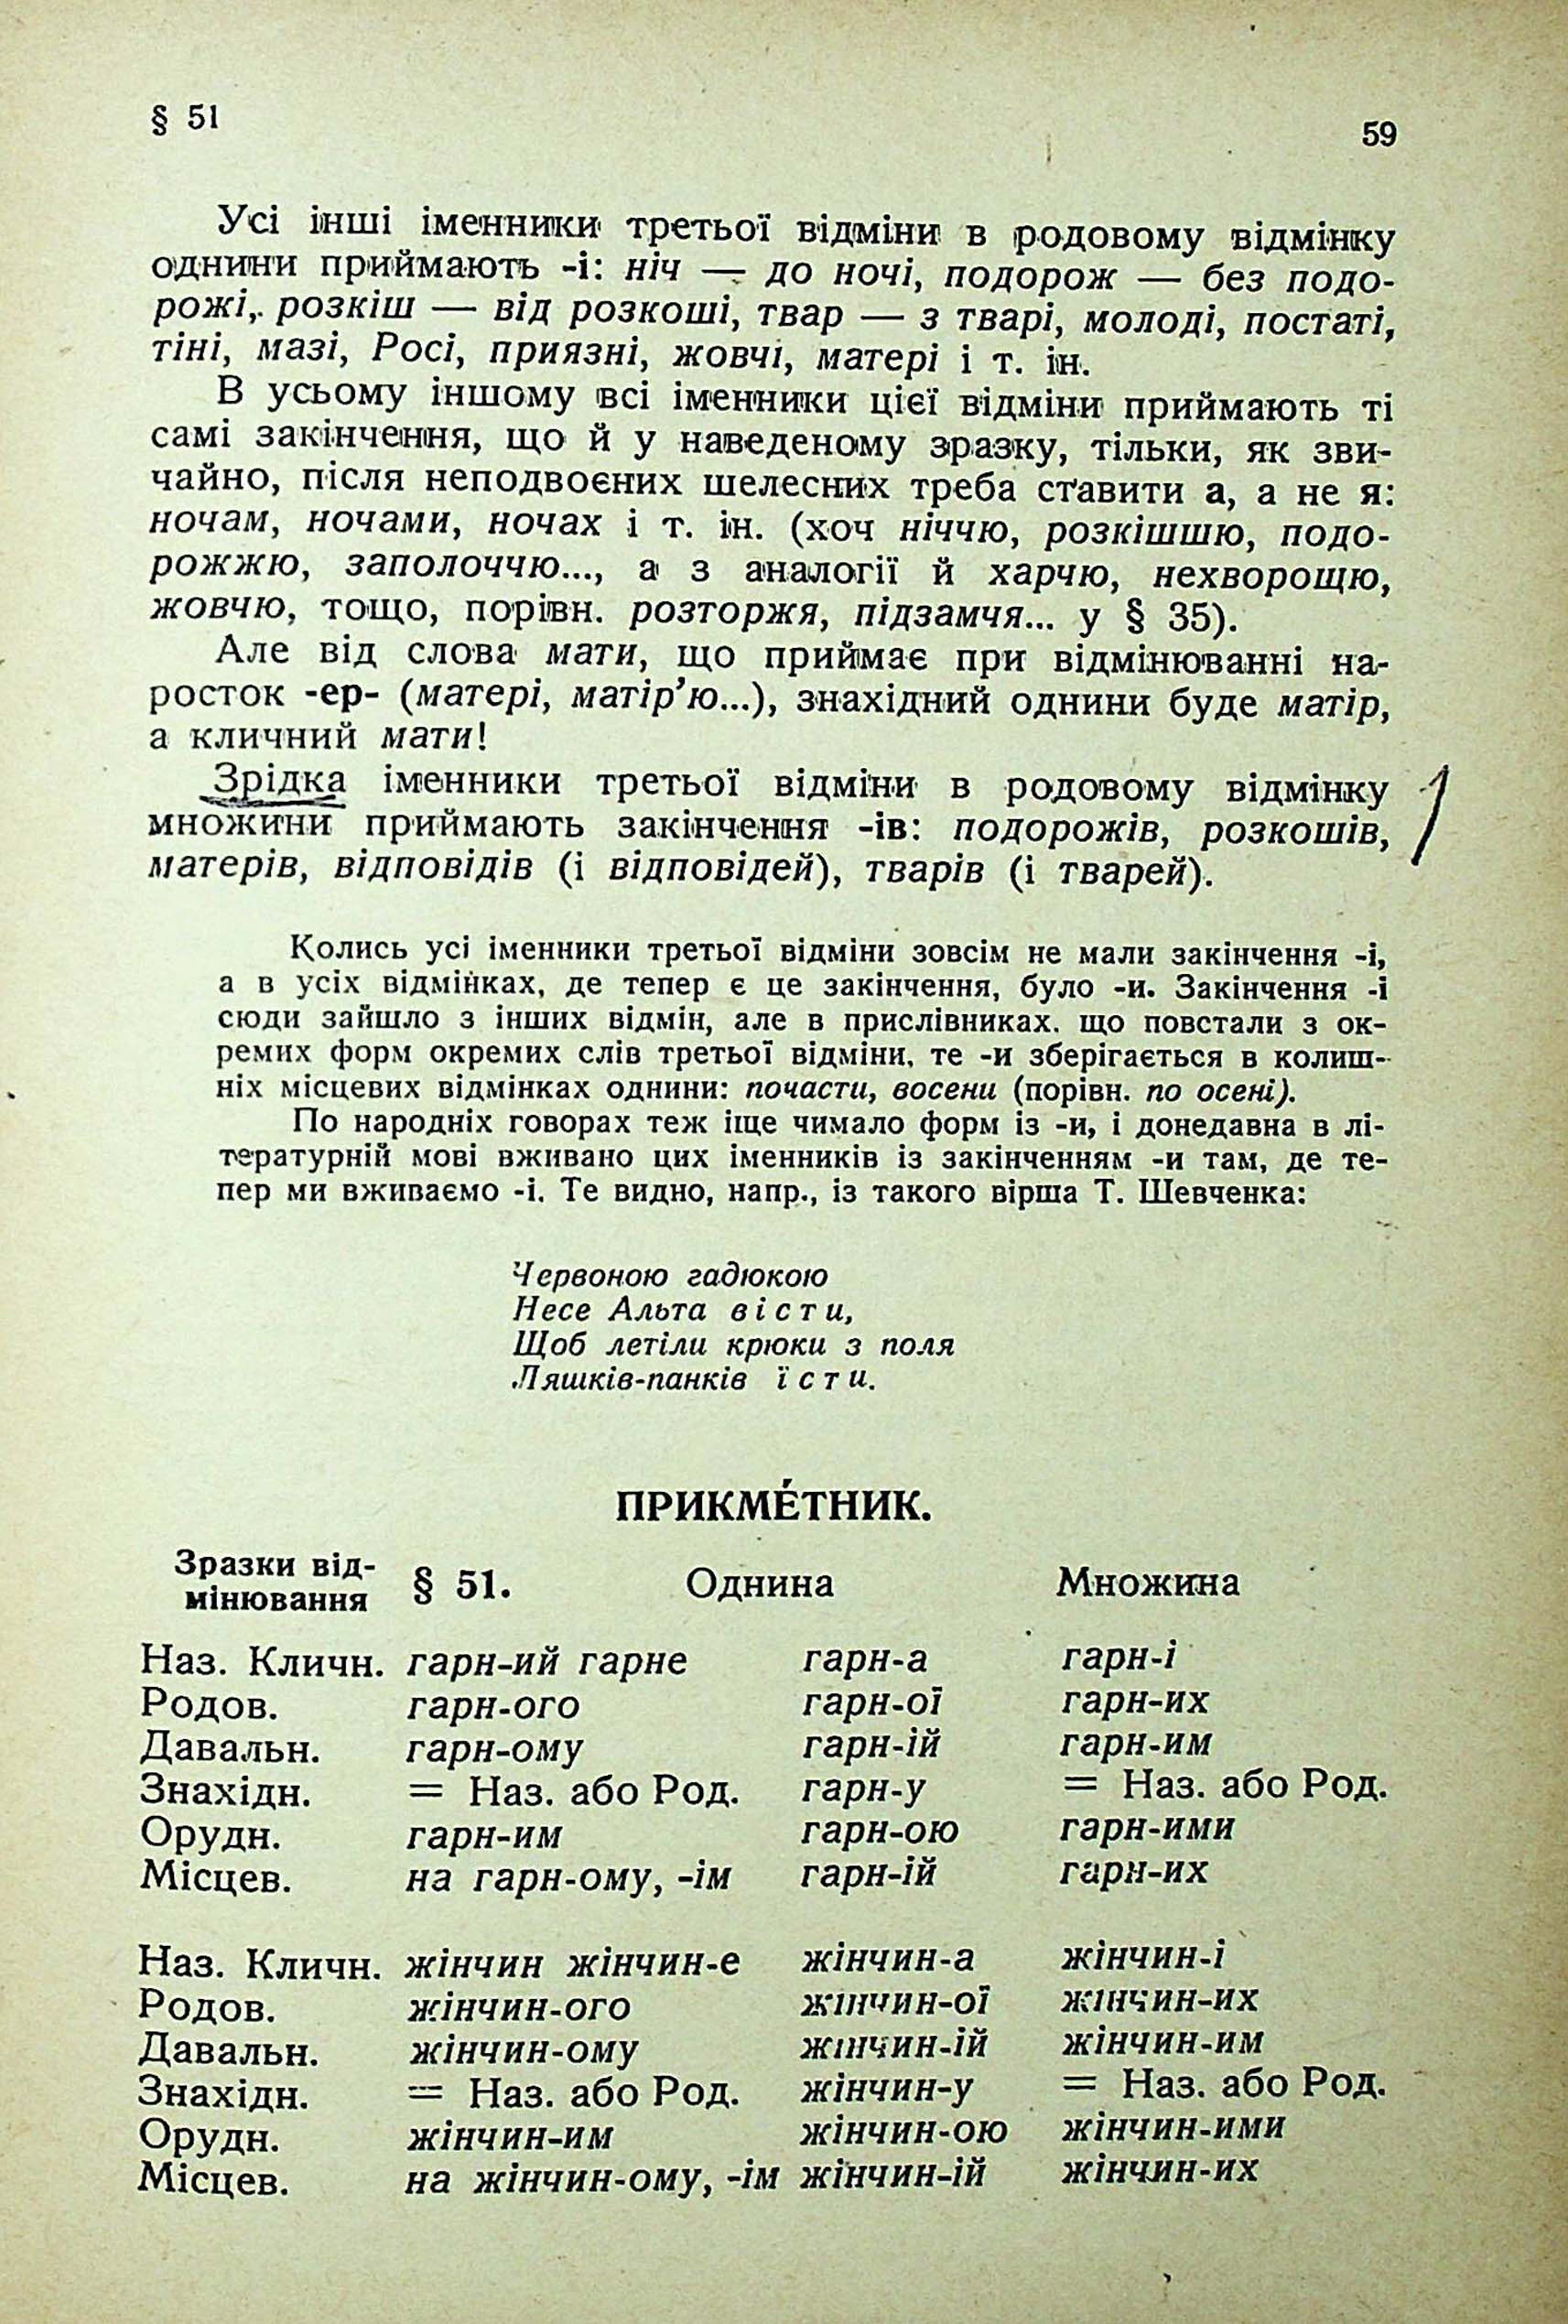 § 51
59
Усі інші іменники третьої відміни в родовому відмінку
однини приймають -і: ніч — до ночі, подорож — без подо-
рожі, розкіш — від розкоші, твар — з тварі, молоді, постаті,
тіні, мазі, Росі, приязні, жовчі, матері і т. ін.
В усьому іншому всі іменники цієї відміни приймають ті
самі закінчення, що й у наведеному зразку, тільки, як зви-
чайно, після неподвоєних шелесних треба ставити а, а не я:
ночам, ночами, ночах і т. ін. (хоч ніччю, розкішшю, подо-
рожжю, заполоччю..., а з аналогії й харчю, нехворощю,
жовчю, тощо, порівн. розторжя, підзамчя... у § 35).
Але від слова мати, що приймає при відмінюванні на-
росток -ер- (матері, матір’ю...), знахідний однини буде матір,
а кличний мати!
Зрідка іменники третьої відміни в родовому відмінку
множини приймають закінчення -ів: подорожів, розкошів,
матерів, відповідів (і відповідей), тварів (і тварей).
Колись усі іменники третьої відміни зовсім не мали закінчення -і,
а в усіх відмінках, де тепер є це закінчення, було -и. Закінчення -і
сюди зайшло з інших відмін, але в прислівниках. що повстали з ок-
ремих форм окремих слів третьої відміни, те -и зберігається в колиш-
ніх місцевих відмінках однини: почасти, восени (порівн. по осені).
По народніх говорах теж іще чимало форм із -и, і донедавна в лі-
тературній мові вживано цих іменників із закінченням -и там, де те-
пер ми вживаємо -і. Те видно, напр., із такого вірша Т. Шевченка:
Червоною гадюкою
Несе Альта вісти,
Щоб летіли крюки з поля
Ляшків-панків їсти.
ПРИКМЕ́ТНИК.
Зразки від-
мінювання § 51. Однина Множина
Наз. Кличн. гарн-ий гарне гарн-а гарн-і
Родов. гарн-ого гарн-ої гарн-их
Давальн. гарн-ому гарн-ій гарн-им
Знахідн. = Наз. або Род. гарн-у = Наз. або Род.
Орудн. гарн-им гарн-ою гарн-ими
Місцев. на гарн-ому, -ім гарн-ій гарн-их
Наз. Кличн. жінчин жінчин-е жінчин-а жінчин-і
Родов. жінчин-ого жінчин-ої жінчин-их
Давальн. жінчин-ому жінчин-ій жінчин-им
Знахідн. = Наз. або Род. жінчин-у = Наз. або Род.
Орудн. жінчин-им жінчин-ою жінчин-ими
Місцев. на жінчин-ому, -ім жінчин-ій жінчин-их